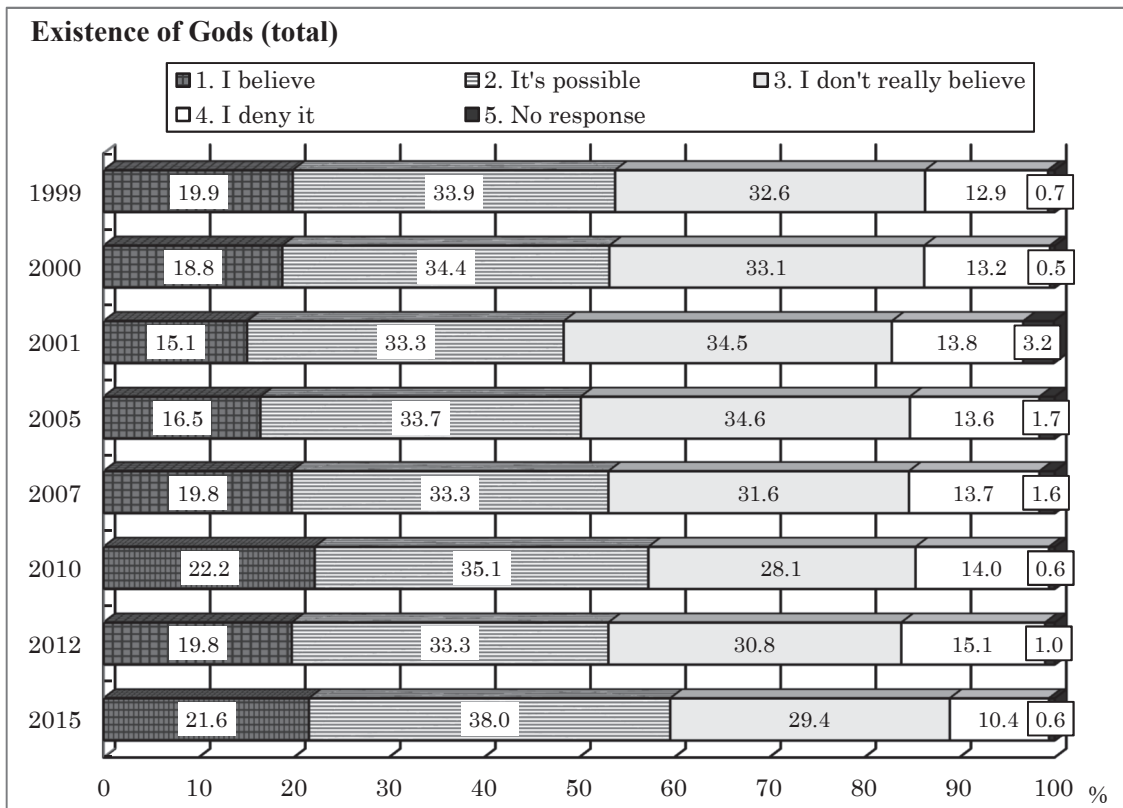 Existence of Gods (total)
1. I believe 2. It's possible 3. I don't really believe
4. I deny it 5. No response
1999 19.9 33.9 32.6 12.9 0.7
2000 18.8 34.4 33.1 13.2 0.5
2001 15.1 33.3 34.5 13.8 3.2
2005 16.5 33.7 34.6 13.6 1.7
2007 19.8 33.3 31.6 13.7 1.6
2010 22.2 35.1 28.1 14.0 0.6
2012 19.8 33.3 30.8 15.1 1.0
2015 21.6 38.0 29.4 10.4 0.6
0 10 20 30 40 50 60 70 80 90 100 %